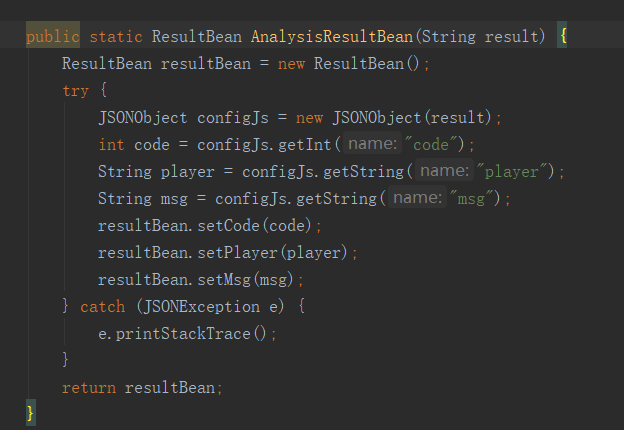 public static ResultBean AnalysisResultBean(String result) {
ResultBean resultBean = new ResultBean();
try {
JSONObject configJs = new JSONObject(result);
int code = configJs.getInt( name: "code");
String player = configJs.getString( name: "player");
String msg = configJs.getString( name: "msg");
resultBean.setCode(code);
resultBean.setPlayer(player);
resultBean.setMsg(msg);
} catch (JSONException e) {
e.printStackTrace();
}
return resultBean;
}